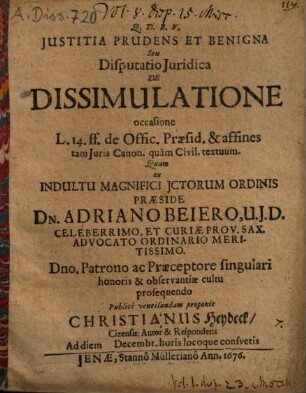 A. Diss. 720
Q. D. B. V.
JUSTITIA PRUDENS ET BENIGNA
Seu
Disputatio Juridica
DE
DISSIMULATIONE
occasione
L. 14. ff. de Offic. Præsid. & affines
tam Juris Canon. quàm Civil. textuum.
Quam
ex
INDULTU MAGNIFICI JCTORUM ORDINIS
PRÆSIDE
DN. ADRIANO BEIERO, U.J.D.
CELEBERRIMO, ET CURIÆ PROV. SAX.
ADVOCATO ORDINARIO MERI-
TISSIMO.
Dno. Patrono ac Præceptore singulari
honoris & observantiæ cultu
prosequendo
Publicè ventilandam proponit
CHRISTIANUS Heydeck/
Cizensis: Autor & Respondens
Ad diem Decembr. horis locoque consvetis
JENÆ, Stannô Mülleriano Ann. 1676.